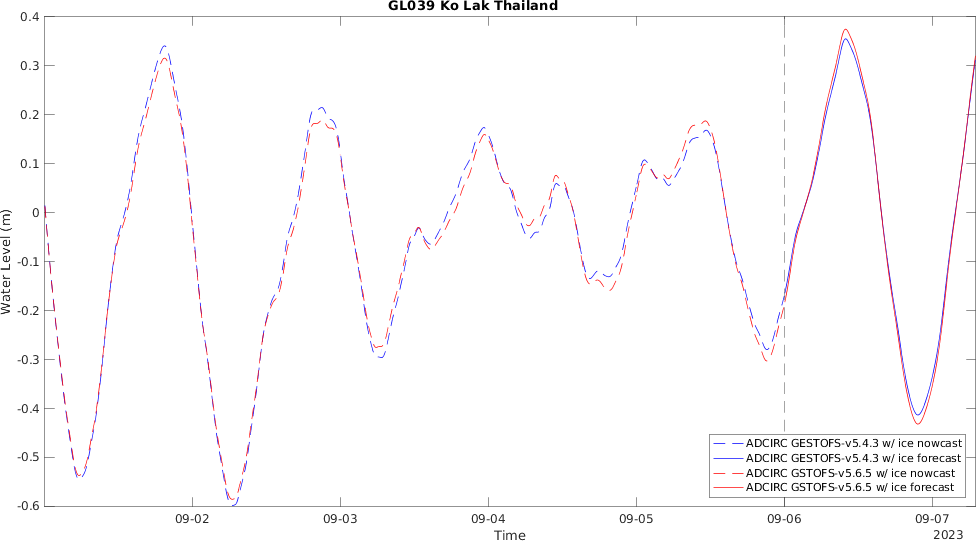 GL039 Ko Lak Thailand
0.4
0.3
0.2
0.1
0
-0.1
-0.2
-0.3
-0.4
-0.5
-0.6
Water Level (m)
ADCIRC GESTOFS-v5.4.3 w/ ice nowcast
ADCIRC GESTOFS-v5.4.3 w/ ice forecast
ADCIRC GSTOFS-v5.6.5 w/ ice nowcast
ADCIRC GSTOFS-v5.6.5 w/ ice forecast
09-02 09-03 09-04 09-05 09-06 09-07
Time
2023